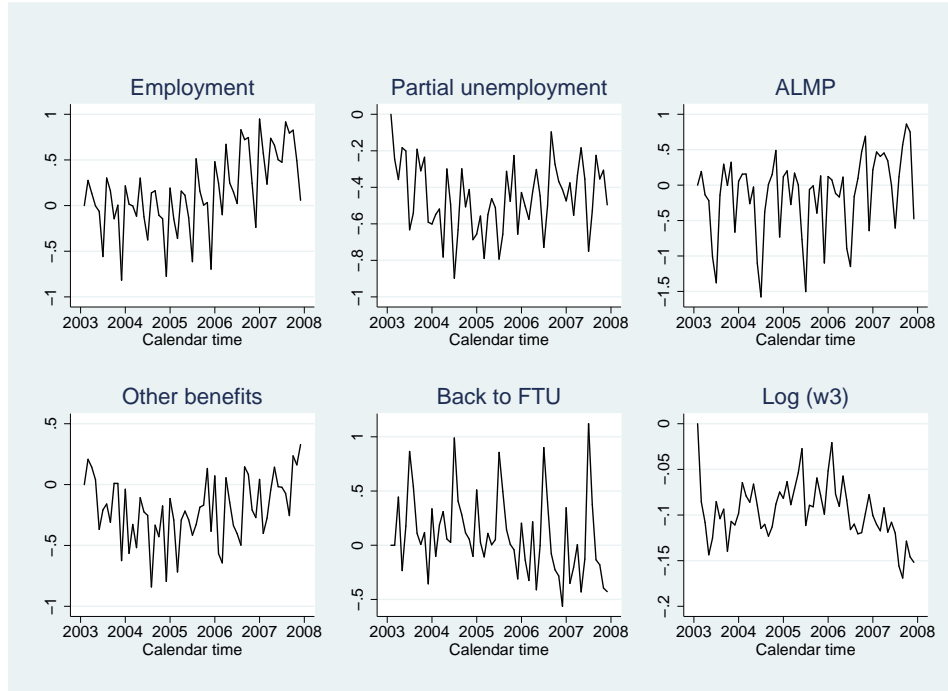 Employment
1
.5
0
−.5
−1
2003 2004 2005 2006 2007 2008
Calendar time
Partial unemployment
0
−.2
−.4
−.6
−.8
−1
2003 2004 2005 2006 2007 2008
Calendar time
ALMP
1
.5
0
−.5
−1
−1.5
2003 2004 2005 2006 2007 2008
Calendar time
Other benefits
.5
0
−.5
−1
2003 2004 2005 2006 2007 2008
Calendar time
Back to FTU
1
.5
0
−.5
2003 2004 2005 2006 2007 2008
Calendar time
Log (w3)
0
−.05
−.1
−.15
−.2
2003 2004 2005 2006 2007 2008
Calendar time